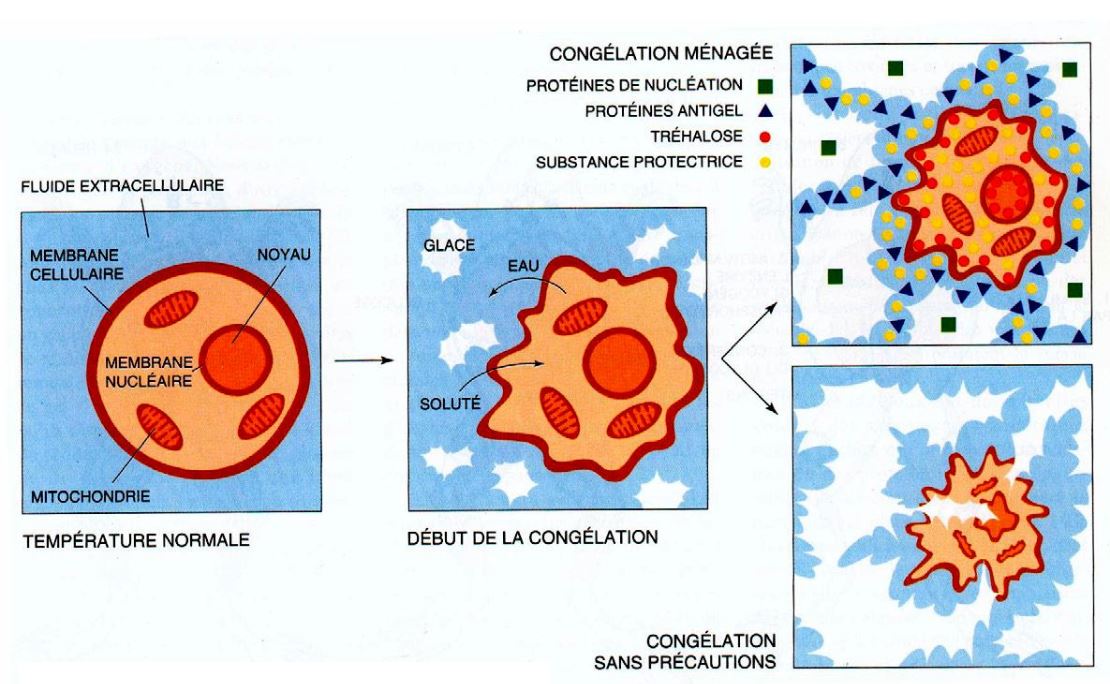 CONGÉLATION MÉNAGÉE
PROTÉINES DE NUCLÉATION
PROTÉINES ANTIGEL
TRÉHALOSE
SUBSTANCE PROTECTRICE
FLUIDE EXTRACELLULAIRE
MEMBRANE
CELLULAIRE
NOYAU
MEMBRANE
NUCLÉAIRE
MITOCHONDRIE
TEMPÉRATURE NORMALE
GLACE
EAU
SOLUTÉ
DÉBUT DE LA CONGÉLATION
CONGÉLATION
SANS PRÉCAUTIONS